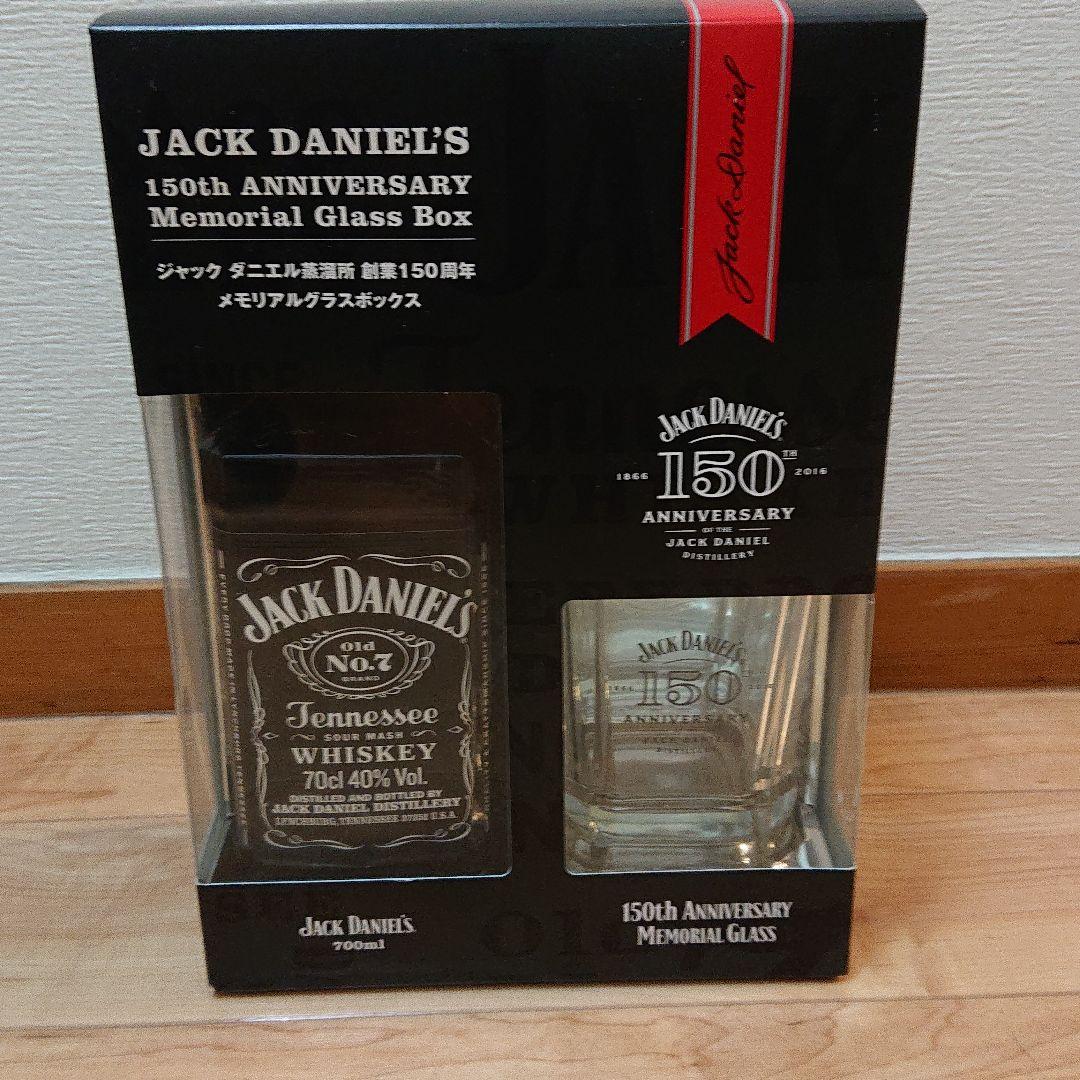 JACK DANIEL'S
150th ANNIVERSARY
Memorial Glass Box
ジャック ダニエル蒸溜所 創業150周年
メモリアルグラスボックス
Jack Daniel
JACK DANIEL'S
1866 150TH 2016
ANNIVERSARY
OF THE
JACK DANIEL
DISTILLERY
JACK DANIEL'S
Old
No.7
BRAND
Tennessee
SOUR MASH
WHISKEY
70cl 40% Vol.
DISTILLED AND BOTTLED BY
JACK DANIEL DISTILLERY
LYNCHBURG, TENNESSEE 37352 U.S.A.
JACK DANIEL'S
150
ANNIVERSARY
JACK DANIEL'S
700ml
150th ANNIVERSARY
MEMORIAL GLASS